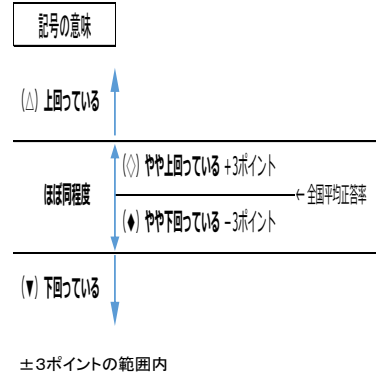 記号の意味
(△) 上回っている
(◇) やや上回っている +3ポイント
ほぼ同程度
← 全国平均正答率
(♦) やや下回っている −3ポイント
(▼) 下回っている
±3ポイントの範囲内